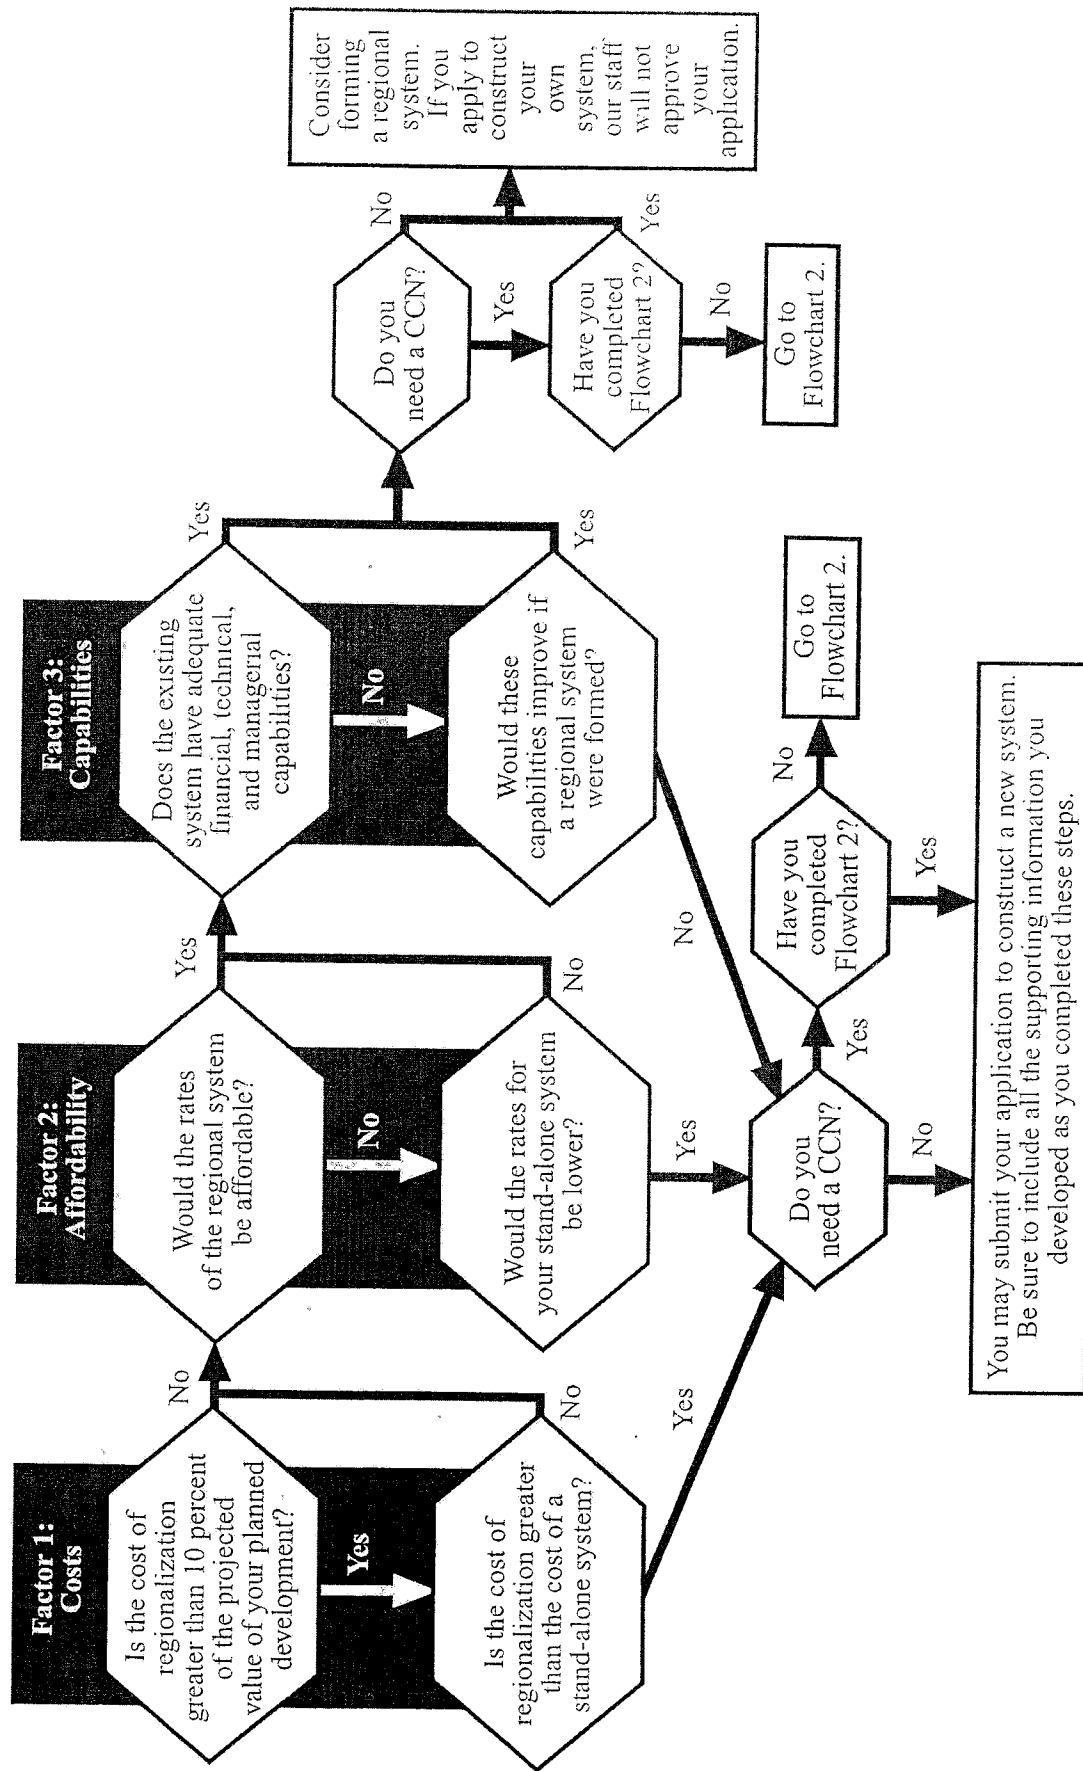 Factor 1:
Costs
Is the cost of
regionalization
greater than 10 percent
of the projected
value of your planned
development?
No
Yes
Is the cost of
regionalization greater
than the cost of a
stand-alone system?
No
Yes
Factor 2:
Affordability
Would the rates
of the regional system
be affordable?
Yes
No
Would the rates for
your stand-alone system
be lower?
No
Yes
Factor 3:
Capabilities
Does the existing
system have adequate
financial, technical,
and managerial
capabilities?
Yes
No
Would these
capabilities improve if
a regional system
were formed?
Yes
No
Do you
need a CCN?
No
Yes
Have you
completed
Flowchart 2?
Yes
No
Go to
Flowchart 2.
Consider
forming
a regional
system.
If you
apply to
construct
your
own
system,
our staff
will not
approve
your
application.
Do you
need a CCN?
Yes
No
Have you
completed
Flowchart 2?
No
Yes
Go to
Flowchart 2.
You may submit your application to construct a new system.
Be sure to include all the supporting information you
developed as you completed these steps.